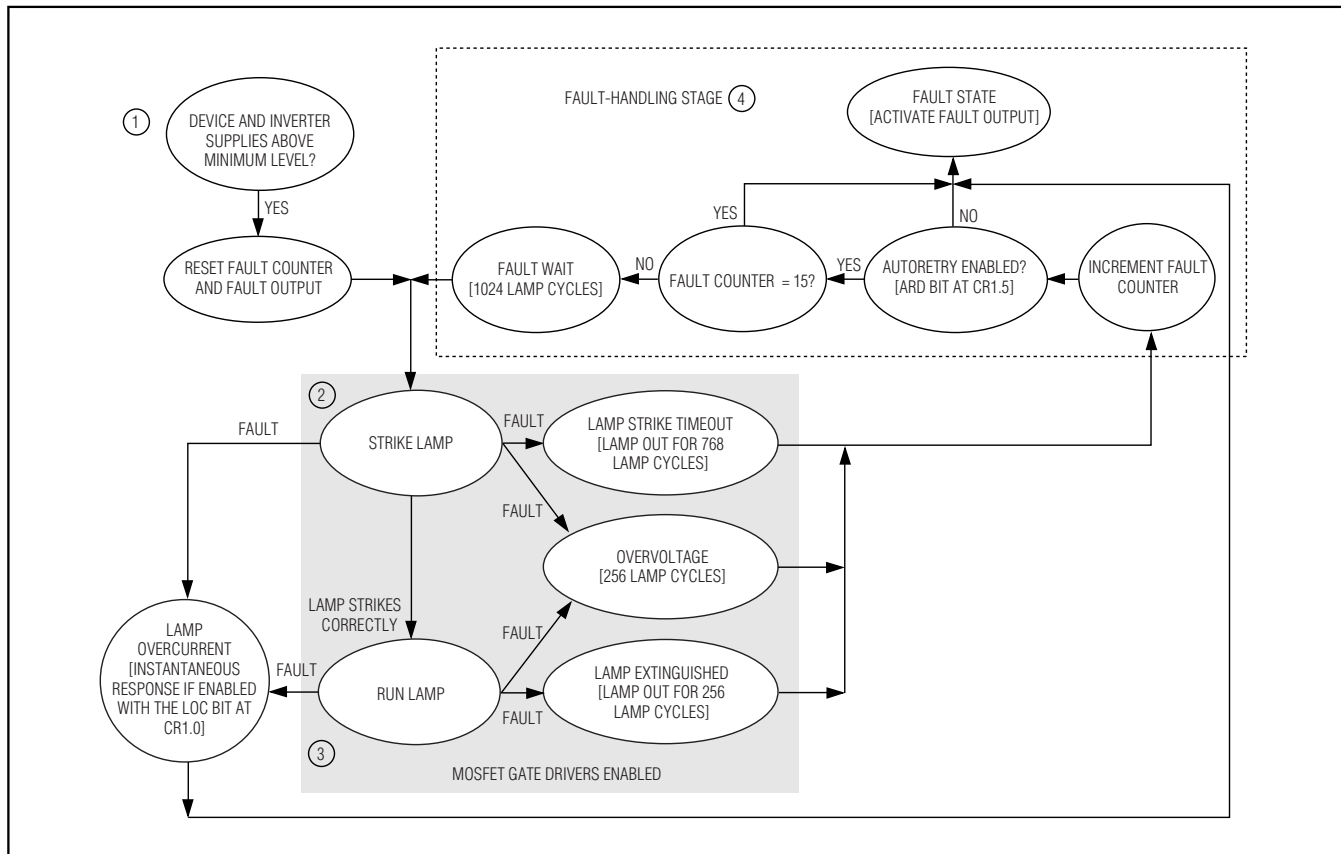 FAULT-HANDLING STAGE 4
FAULT STATE
[ACTIVATE FAULT OUTPUT]
1
DEVICE AND INVERTER
SUPPLIES ABOVE
MINIMUM LEVEL?
YES
RESET FAULT COUNTER
AND FAULT OUTPUT
FAULT WAIT
[1024 LAMP CYCLES]
NO
YES
FAULT COUNTER = 15?
YES
NO
AUTORETRY ENABLED?
[ARD BIT AT CR1.5]
INCREMENT FAULT
COUNTER
2
FAULT
STRIKE LAMP
FAULT
LAMP STRIKE TIMEOUT
[LAMP OUT FOR 768
LAMP CYCLES]
FAULT
OVERVOLTAGE
[256 LAMP CYCLES]
LAMP STRIKES
CORRECTLY
FAULT
LAMP
OVERCURRENT
[INSTANTANEOUS
RESPONSE IF ENABLED
WITH THE LOC BIT AT
CR1.0]
FAULT
RUN LAMP
FAULT
LAMP EXTINGUISHED
[LAMP OUT FOR 256
LAMP CYCLES]
3
MOSFET GATE DRIVERS ENABLED